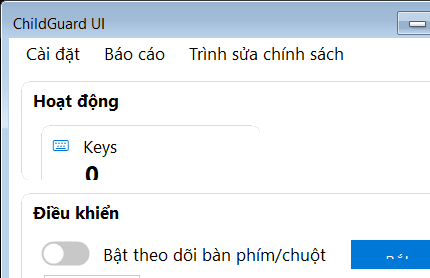 ChildGuard UI
Cài đặt Báo cáo Trình sửa chính sách
Hoạt động
Keys
0
Điều khiển
Bật theo dõi bàn phím/chuột